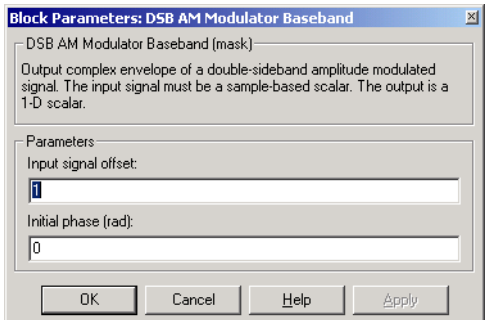 Block Parameters: DSB AM Modulator Baseband
DSB AM Modulator Baseband (mask)
Output complex envelope of a double-sideband amplitude modulated
signal. The input signal must be a sample-based scalar. The output is a
1-D scalar.
Parameters
Input signal offset:
1
Initial phase (rad):
0
OK Cancel Help Apply